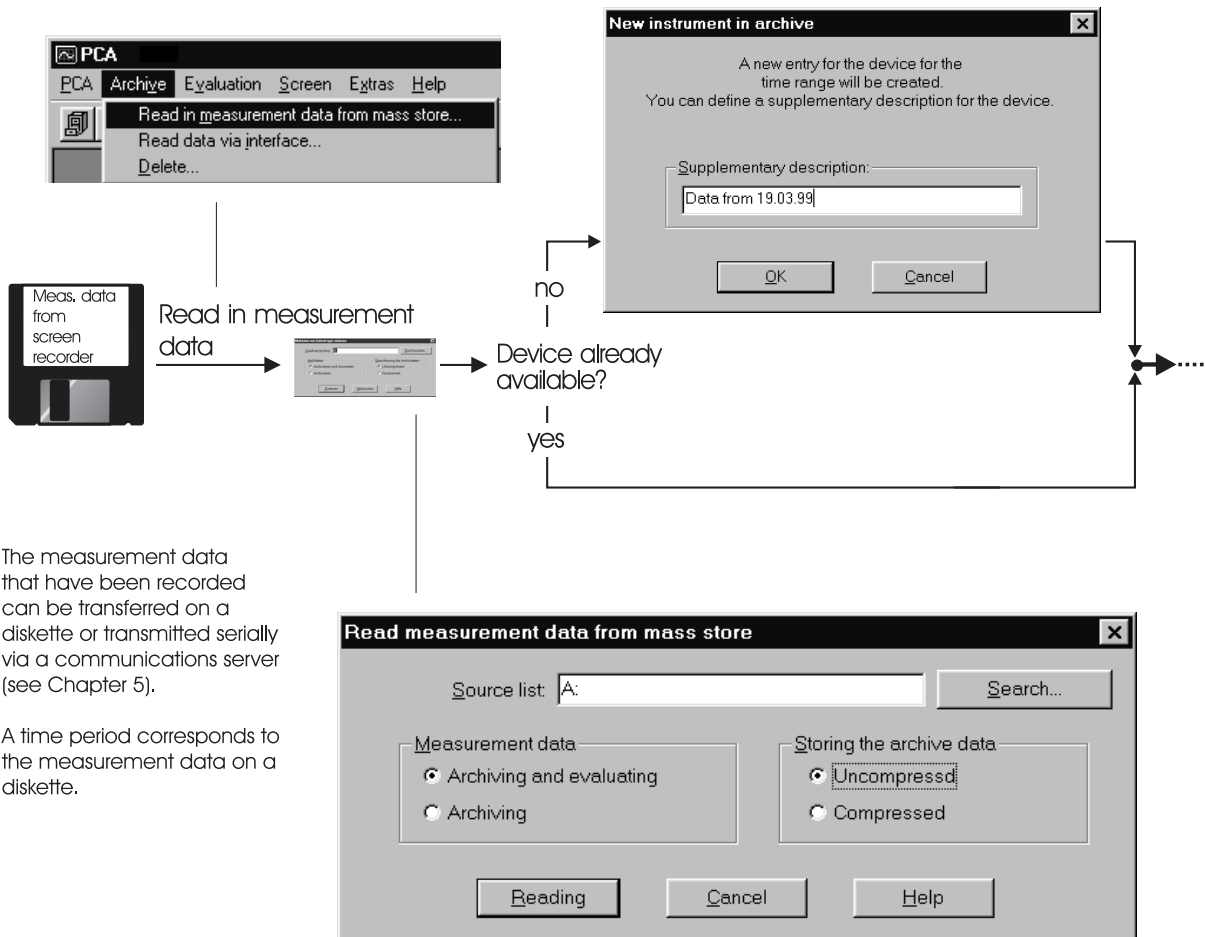 PCA
PCA Archive Evaluation Screen Extras Help
Read in measurement data from mass store...
Read data via interface...
Delete...
New instrument in archive
A new entry for the device for the
time range will be created.
You can define a supplementary description for the device.
Supplementary description:
Data from 19.03.99
OK Cancel
Meas. data
from
screen
recorder
Read in measurement
data
no
Device already
available?
yes
The measurement data
that have been recorded
can be transferred on a
diskette or transmitted serially
via a communications server
(see Chapter 5).
A time period corresponds to
the measurement data on a
diskette.
Read measurement data from mass store
Source list: A: Search...
Measurement data
Archiving and evaluating
Archiving
Storing the archive data
Uncompressd
Compressed
Reading Cancel Help